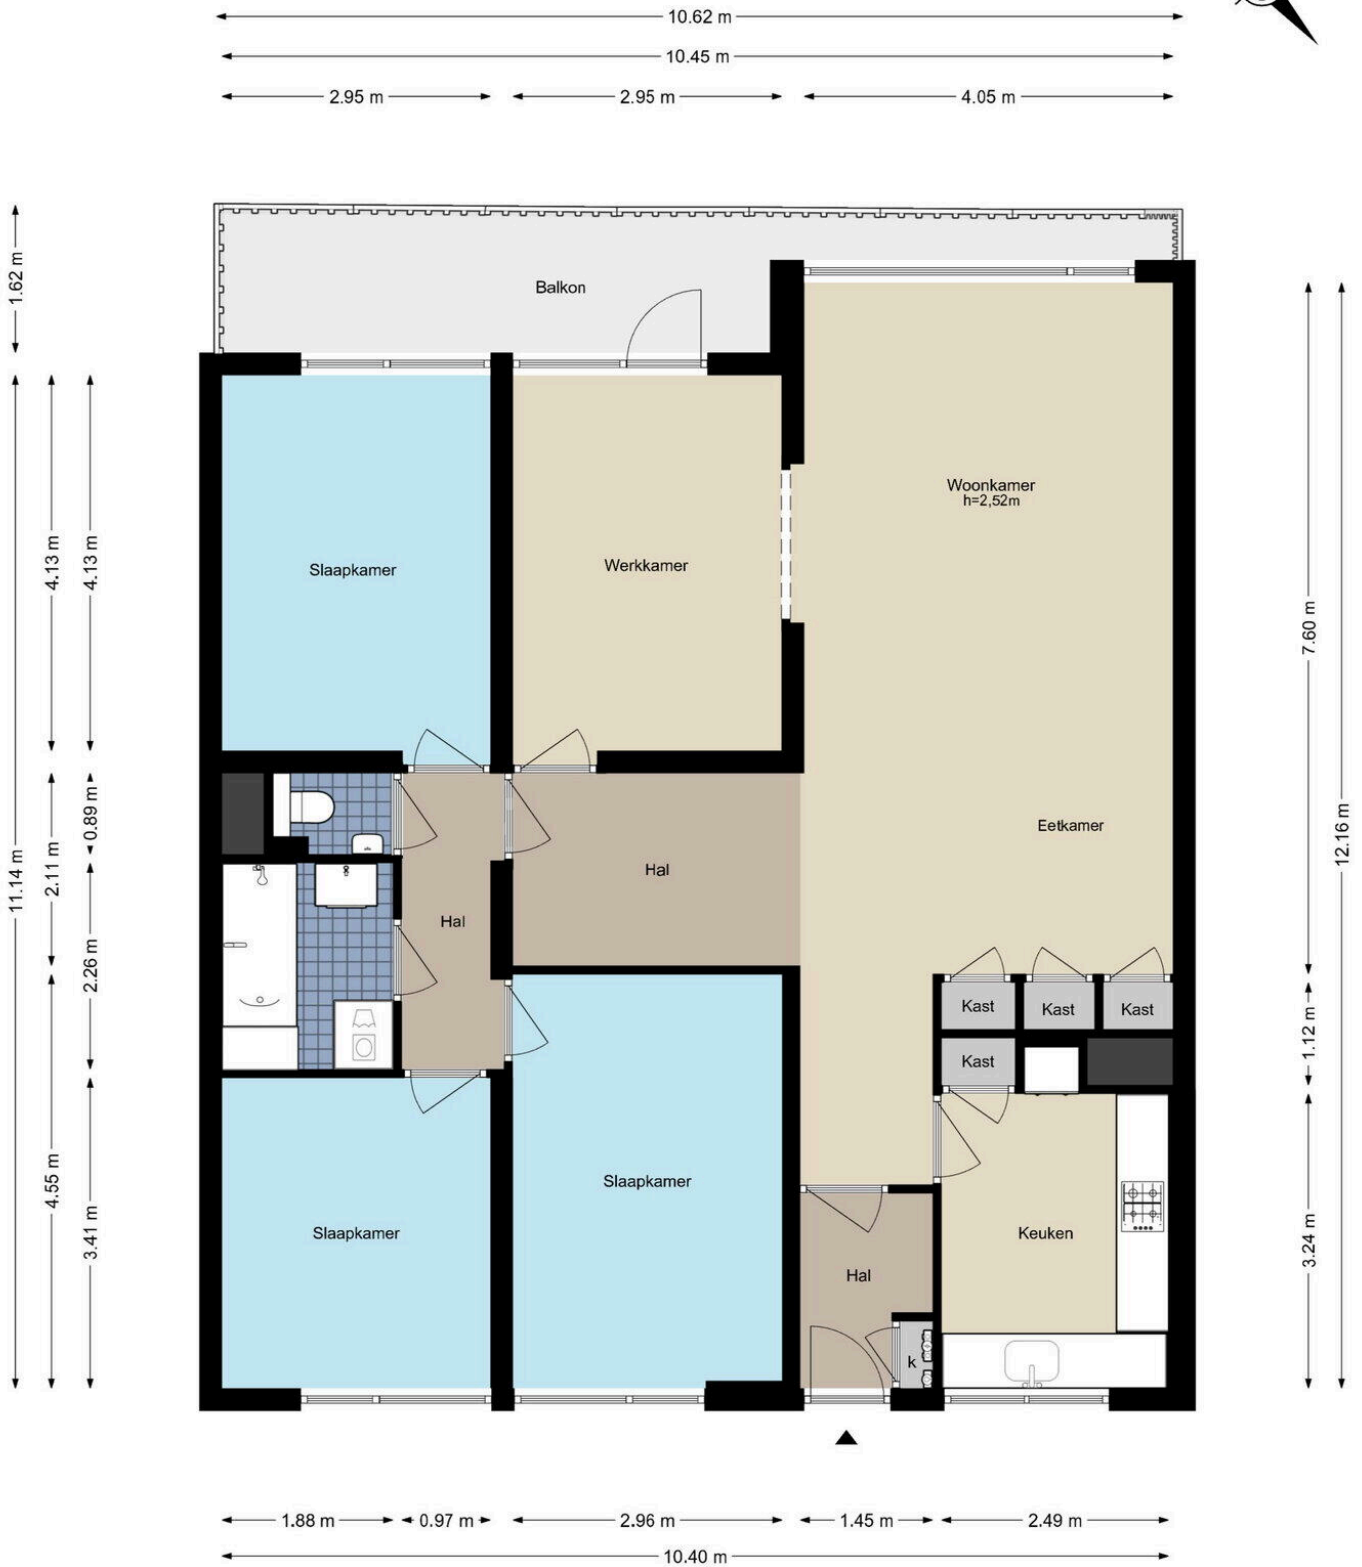 10.62 m
10.45 m
2.95 m
2.95 m
4.05 m
1.62 m
Balkon
11.14 m
4.13 m
4.13 m
Slaapkamer
Werkkamer
Woonkamer
h=2,52m
7.60 m
12.16 m
2.11 m
0.89 m
Eetkamer
Hal
Hal
2.26 m
Kast
Kast
Kast
Kast
1.12 m
4.55 m
3.41 m
Slaapkamer
Slaapkamer
Keuken
3.24 m
Hal
k
1.88 m
0.97 m
2.96 m
1.45 m
2.49 m
10.40 m